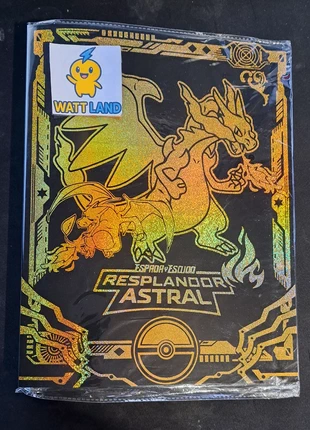 WATT
LAND
ESPADA Y ESCUDO
RESPLANDOR
ASTRAL